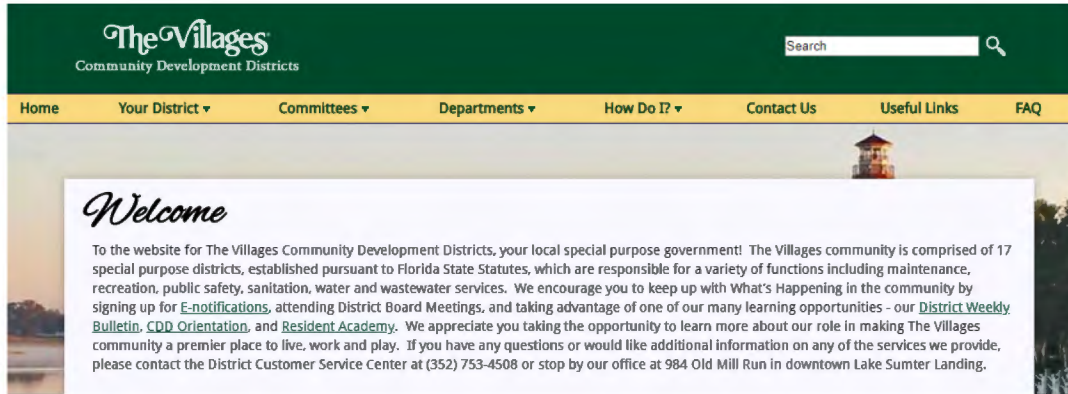 The Villages
Community Development Districts
Search
Home Your District Committees Departments How Do I? Contact Us Useful Links FAQ
Welcome
To the website for The Villages Community Development Districts, your local special purpose government! The Villages community is comprised of 17
special purpose districts, established pursuant to Florida State Statutes, which are responsible for a variety of functions including maintenance,
recreation, public safety, sanitation, water and wastewater services. We encourage you to keep up with What's Happening in the community by
signing up for E-notifications, attending District Board Meetings, and taking advantage of one of our many learning opportunities - our District Weekly
Bulletin, CDD Orientation, and Resident Academy. We appreciate you taking the opportunity to learn more about our role in making The Villages
community a premier place to live, work and play. If you have any questions or would like additional information on any of the services we provide,
please contact the District Customer Service Center at (352) 753-4508 or stop by our office at 984 Old Mill Run in downtown Lake Sumter Landing.